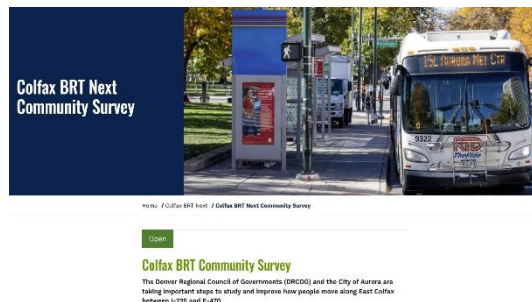 Colfax BRT Next
Community Survey
15L Aurora Met Ctr
9322
RTD
TheRide
Home / Colfax BRT Next / Colfax BRT Next Community Survey
Open
Colfax BRT Community Survey
The Denver Regional Council of Governments (DRCOG) and the City of Aurora are
taking important steps to study and improve how people move along East Colfax
between I-225 and E-470.